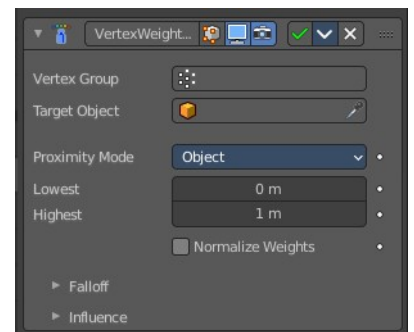 VertexWeight...
Vertex Group
Target Object
Proximity Mode Object
Lowest 0 m
Highest 1 m
Normalize Weights
Falloff
Influence